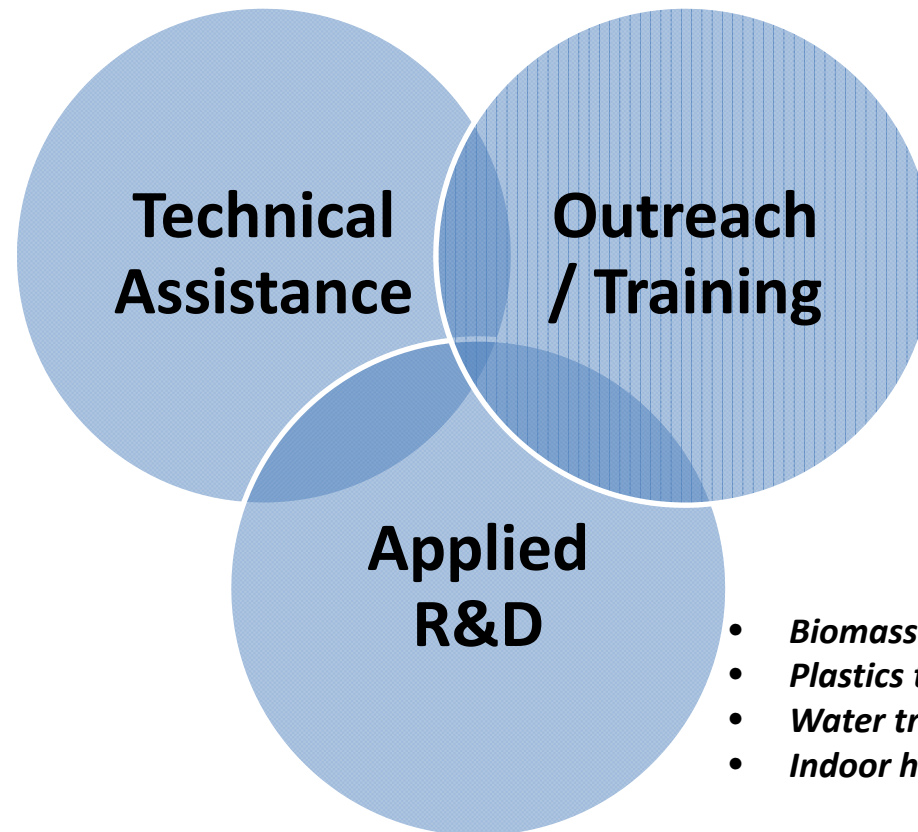 Technical
Assistance
Outreach
/ Training
Applied
R&D
• Biomass
• Plastics
• Water
• Indoor